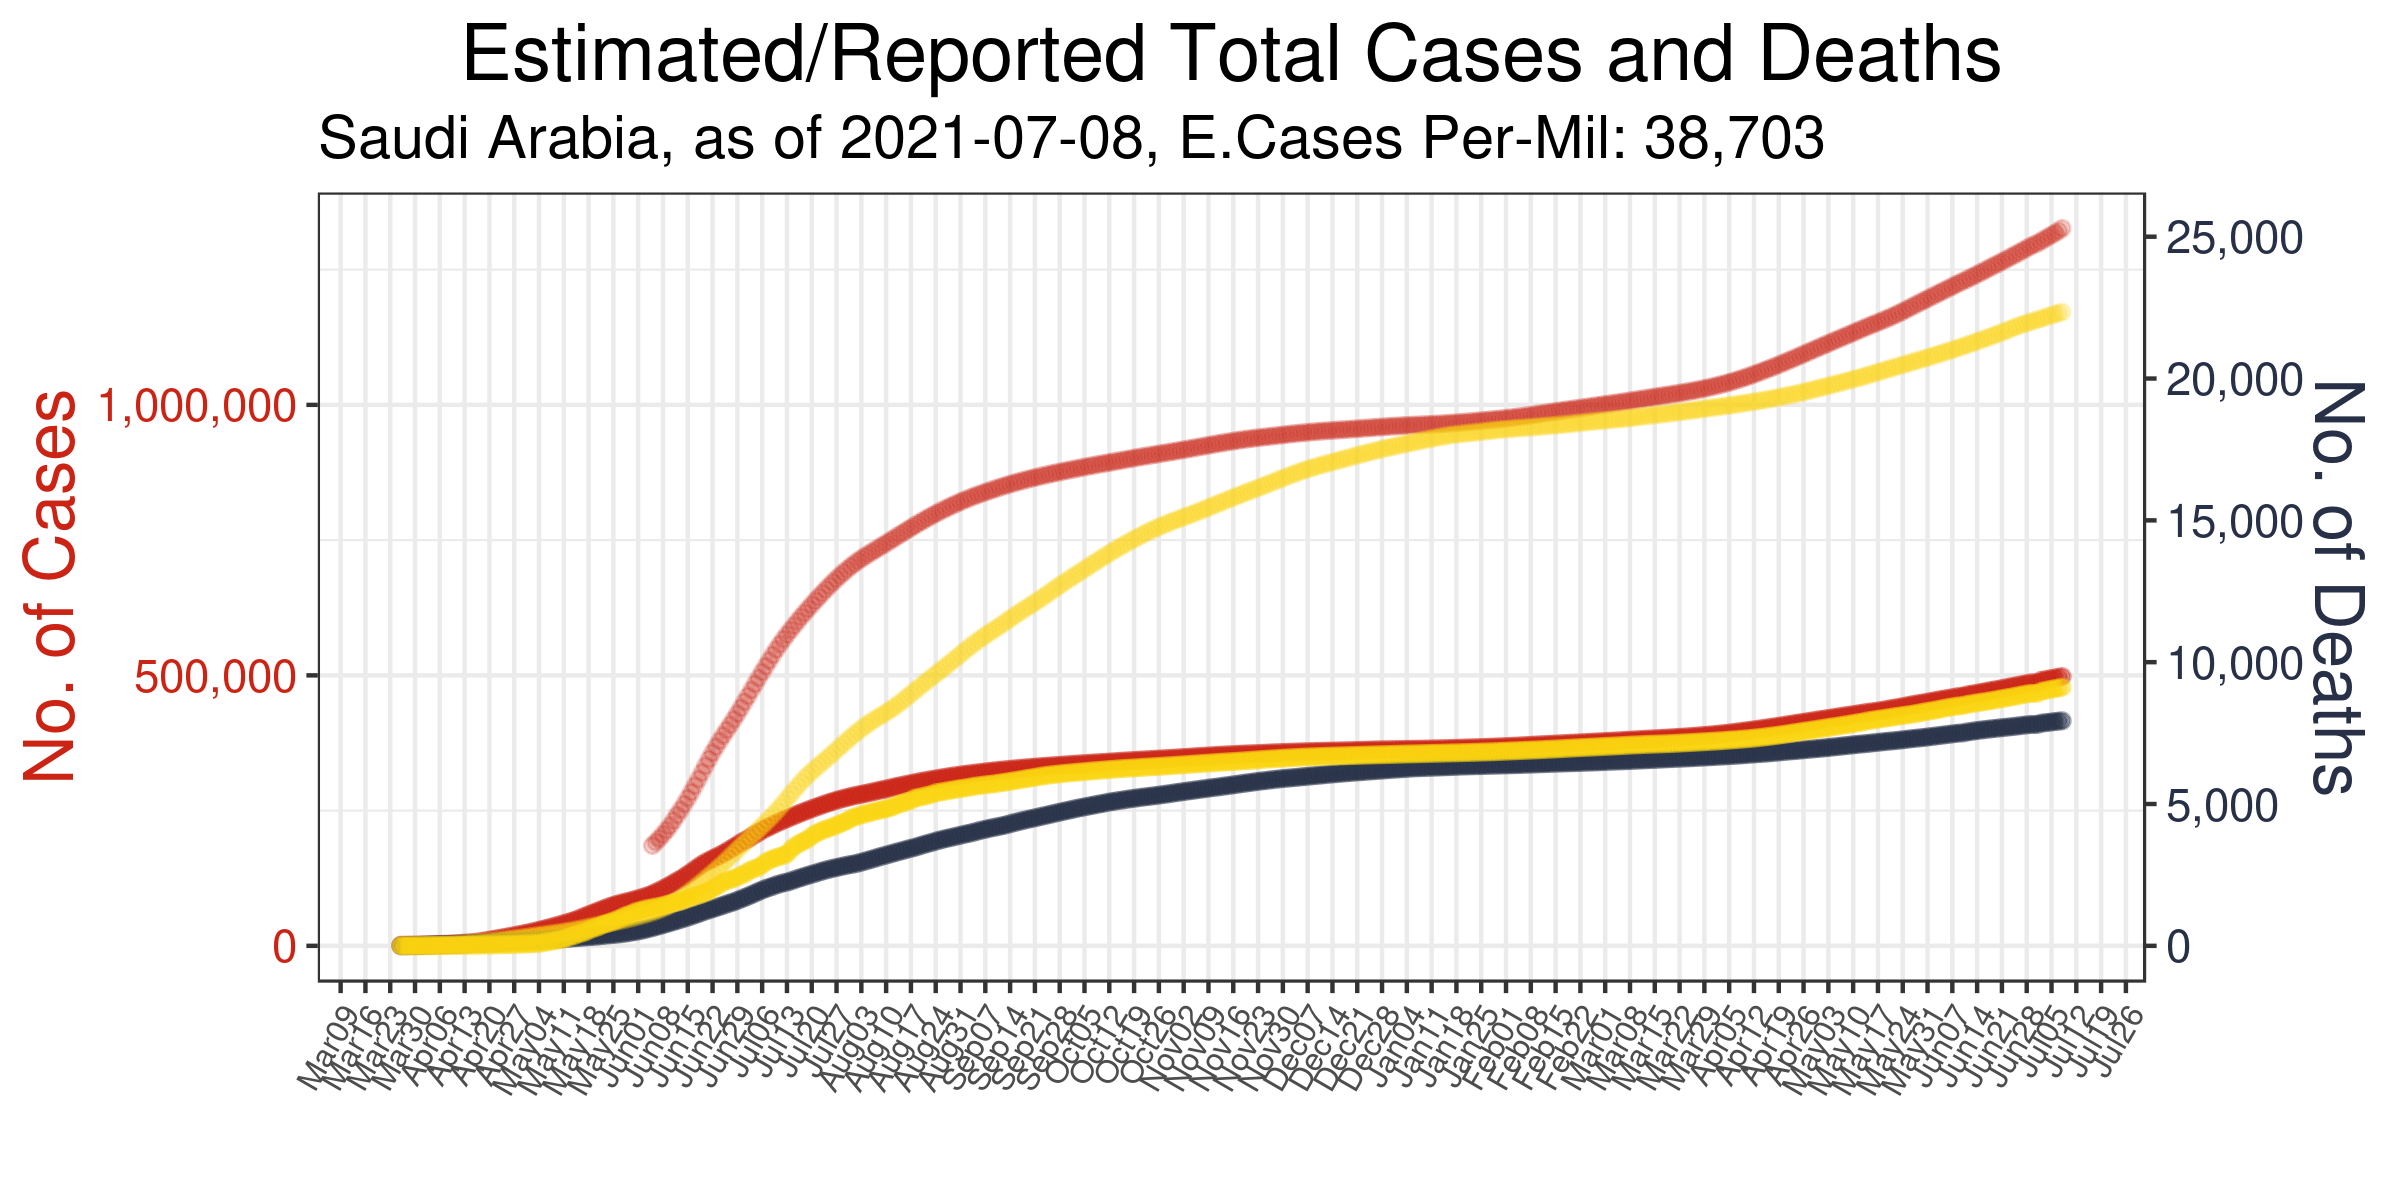 Estimated/Reported Total Cases and Deaths
Saudi Arabia, as of 2021-07-08, E.Cases Per-Mil: 38,703
No. of Cases
1,000,000
500,000
0
25,000
20,000
15,000
10,000
5,000
0
No. of Deaths
Mar09
Mar16
Mar23
Mar30
Apr06
Apr13
Apr20
Apr27
May04
May11
May18
May25
Jun01
Jun08
Jun15
Jun22
Jun29
Jul06
Jul13
Jul20
Jul27
Aug03
Aug10
Aug17
Aug24
Aug31
Sep07
Sep14
Sep21
Sep28
Oct05
Oct12
Oct19
Oct26
Nov02
Nov09
Nov16
Nov23
Nov30
Dec07
Dec14
Dec21
Dec28
Jan04
Jan11
Jan18
Jan25
Feb01
Feb08
Feb15
Feb22
Mar01
Mar08
Mar15
Mar22
Mar29
Apr05
Apr12
Apr19
Apr26
May03
May10
May17
May24
May31
Jun07
Jun14
Jun21
Jun28
Jul05
Jul12
Jul19
Jul26